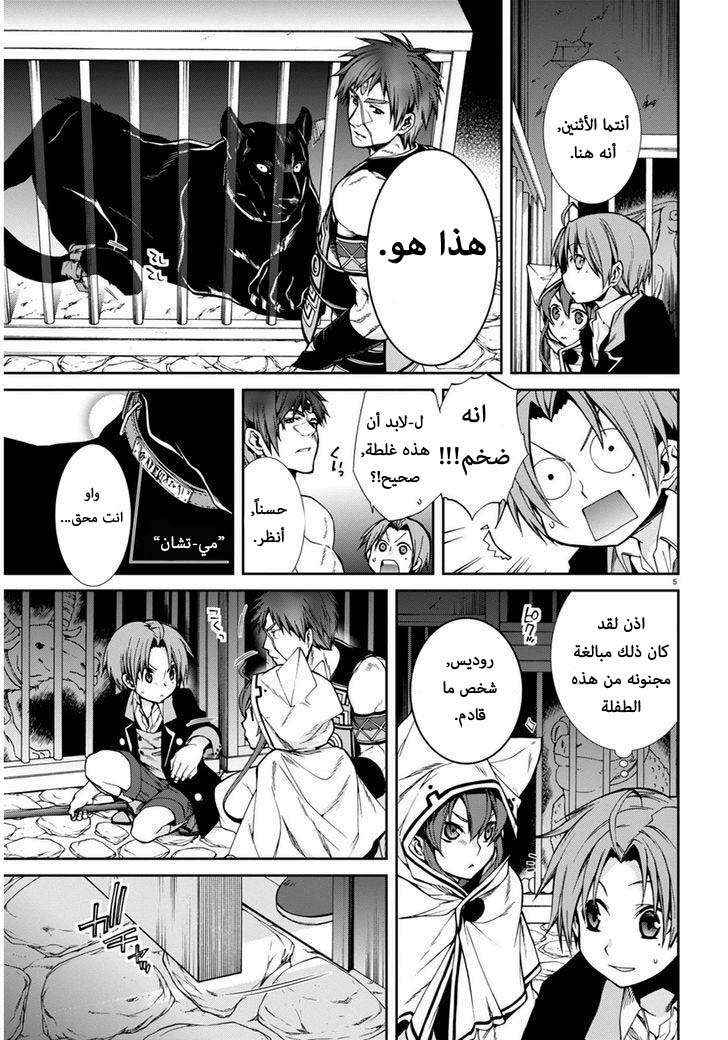 أنتما الأثنين,
أنه هنا.
هذا هو.
انه
ضخم!!!
ل-لابد أن
هذه غلطة,
صحيح!?
حسناً,
أنظر.
واو
انت محق...
“مي-تشان”
5
اذن لقد
كان ذلك مبالغة
مجنونه من هذه
الطفلة
روديس,
شخص ما
قادم.